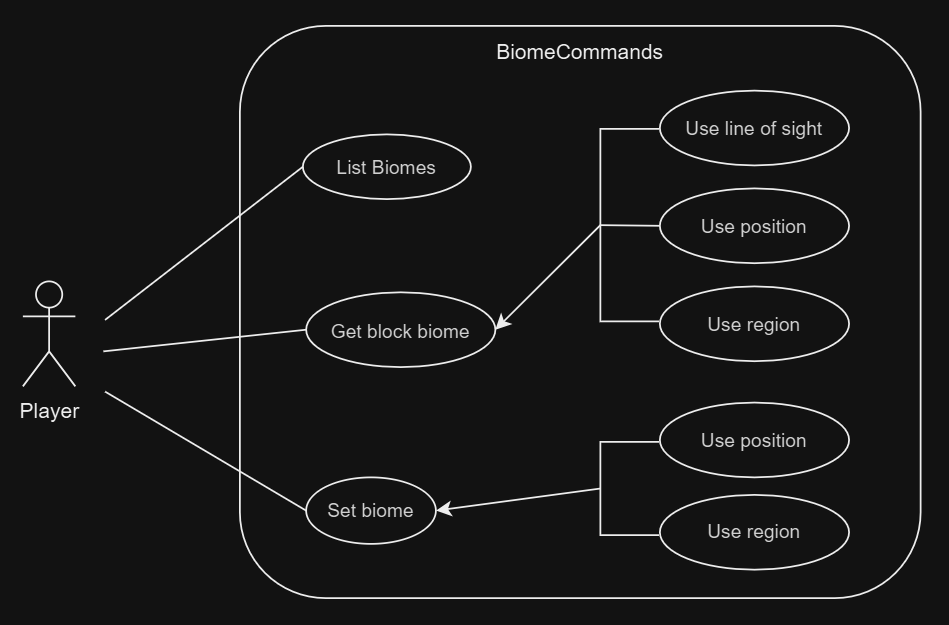 BiomeCommands
Use line of sight
List Biomes
Use position
Use region
Get block biome
Player
Use position
Set biome
Use region